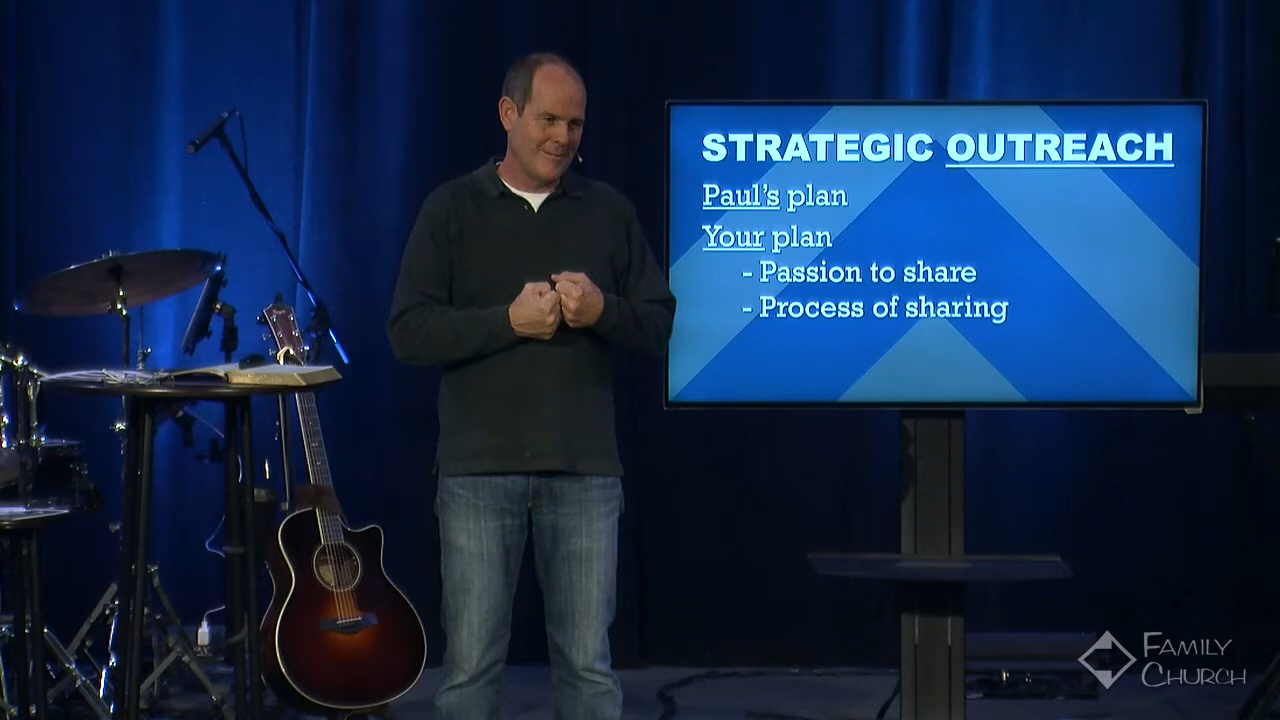 STRATEGIC OUTREACH
Paul's plan
Your plan
- Passion to share
- Process of sharing
FAMILY
CHURCH